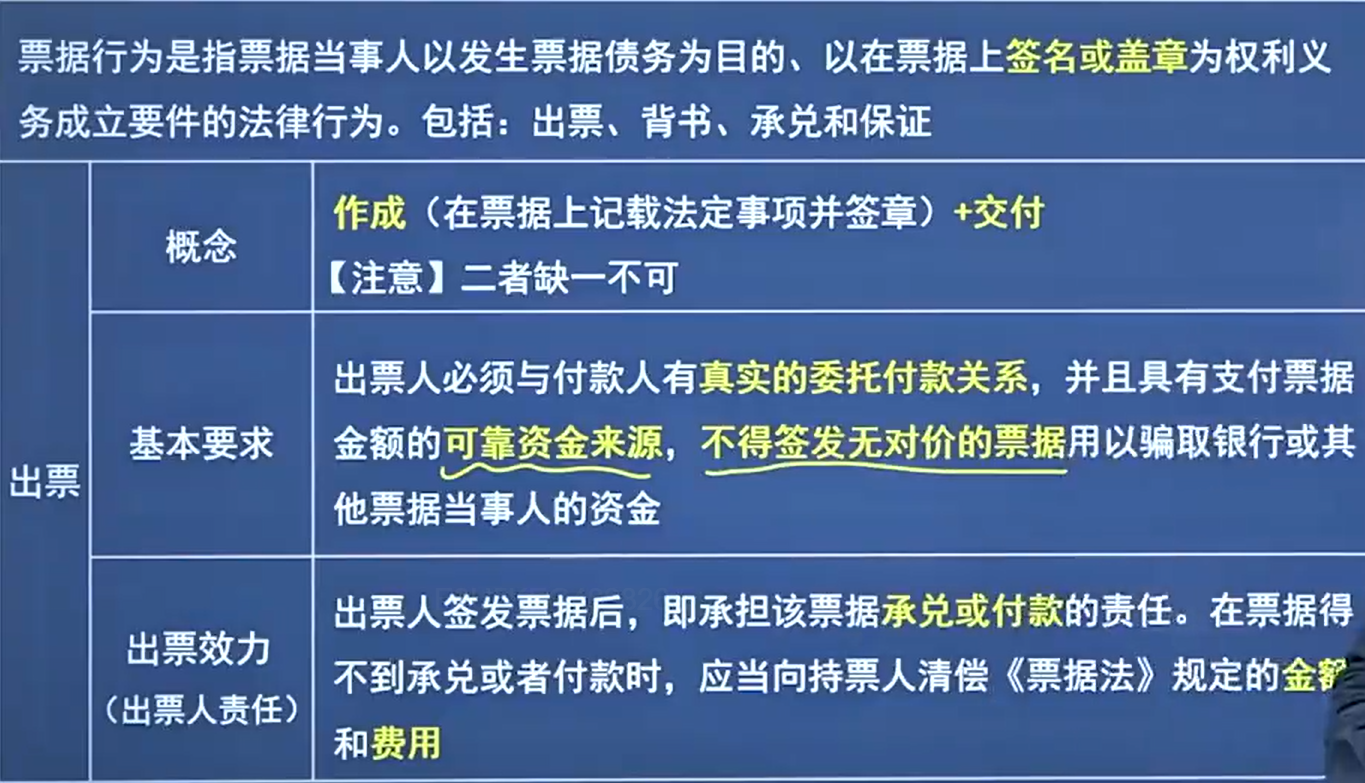 票据行为是指票据当事人以发生票据债务为目的、以在票据上签名或盖章为权利义
务成立要件的法律行为。包括：出票、背书、承兑和保证
出票
概念
作成（在票据上记载法定事项并签章）+交付
【注意】二者缺一不可
基本要求
出票人必须与付款人有真实的委托付款关系，并且具有支付票据
金额的可靠资金来源，不得签发无对价的票据用以骗取银行或其
他票据当事人的资金
出票效力
（出票人责任）
出票人签发票据后，即承担该票据承兑或付款的责任。在票据得
不到承兑或者付款时，应当向持票人清偿《票据法》规定的金额
和费用